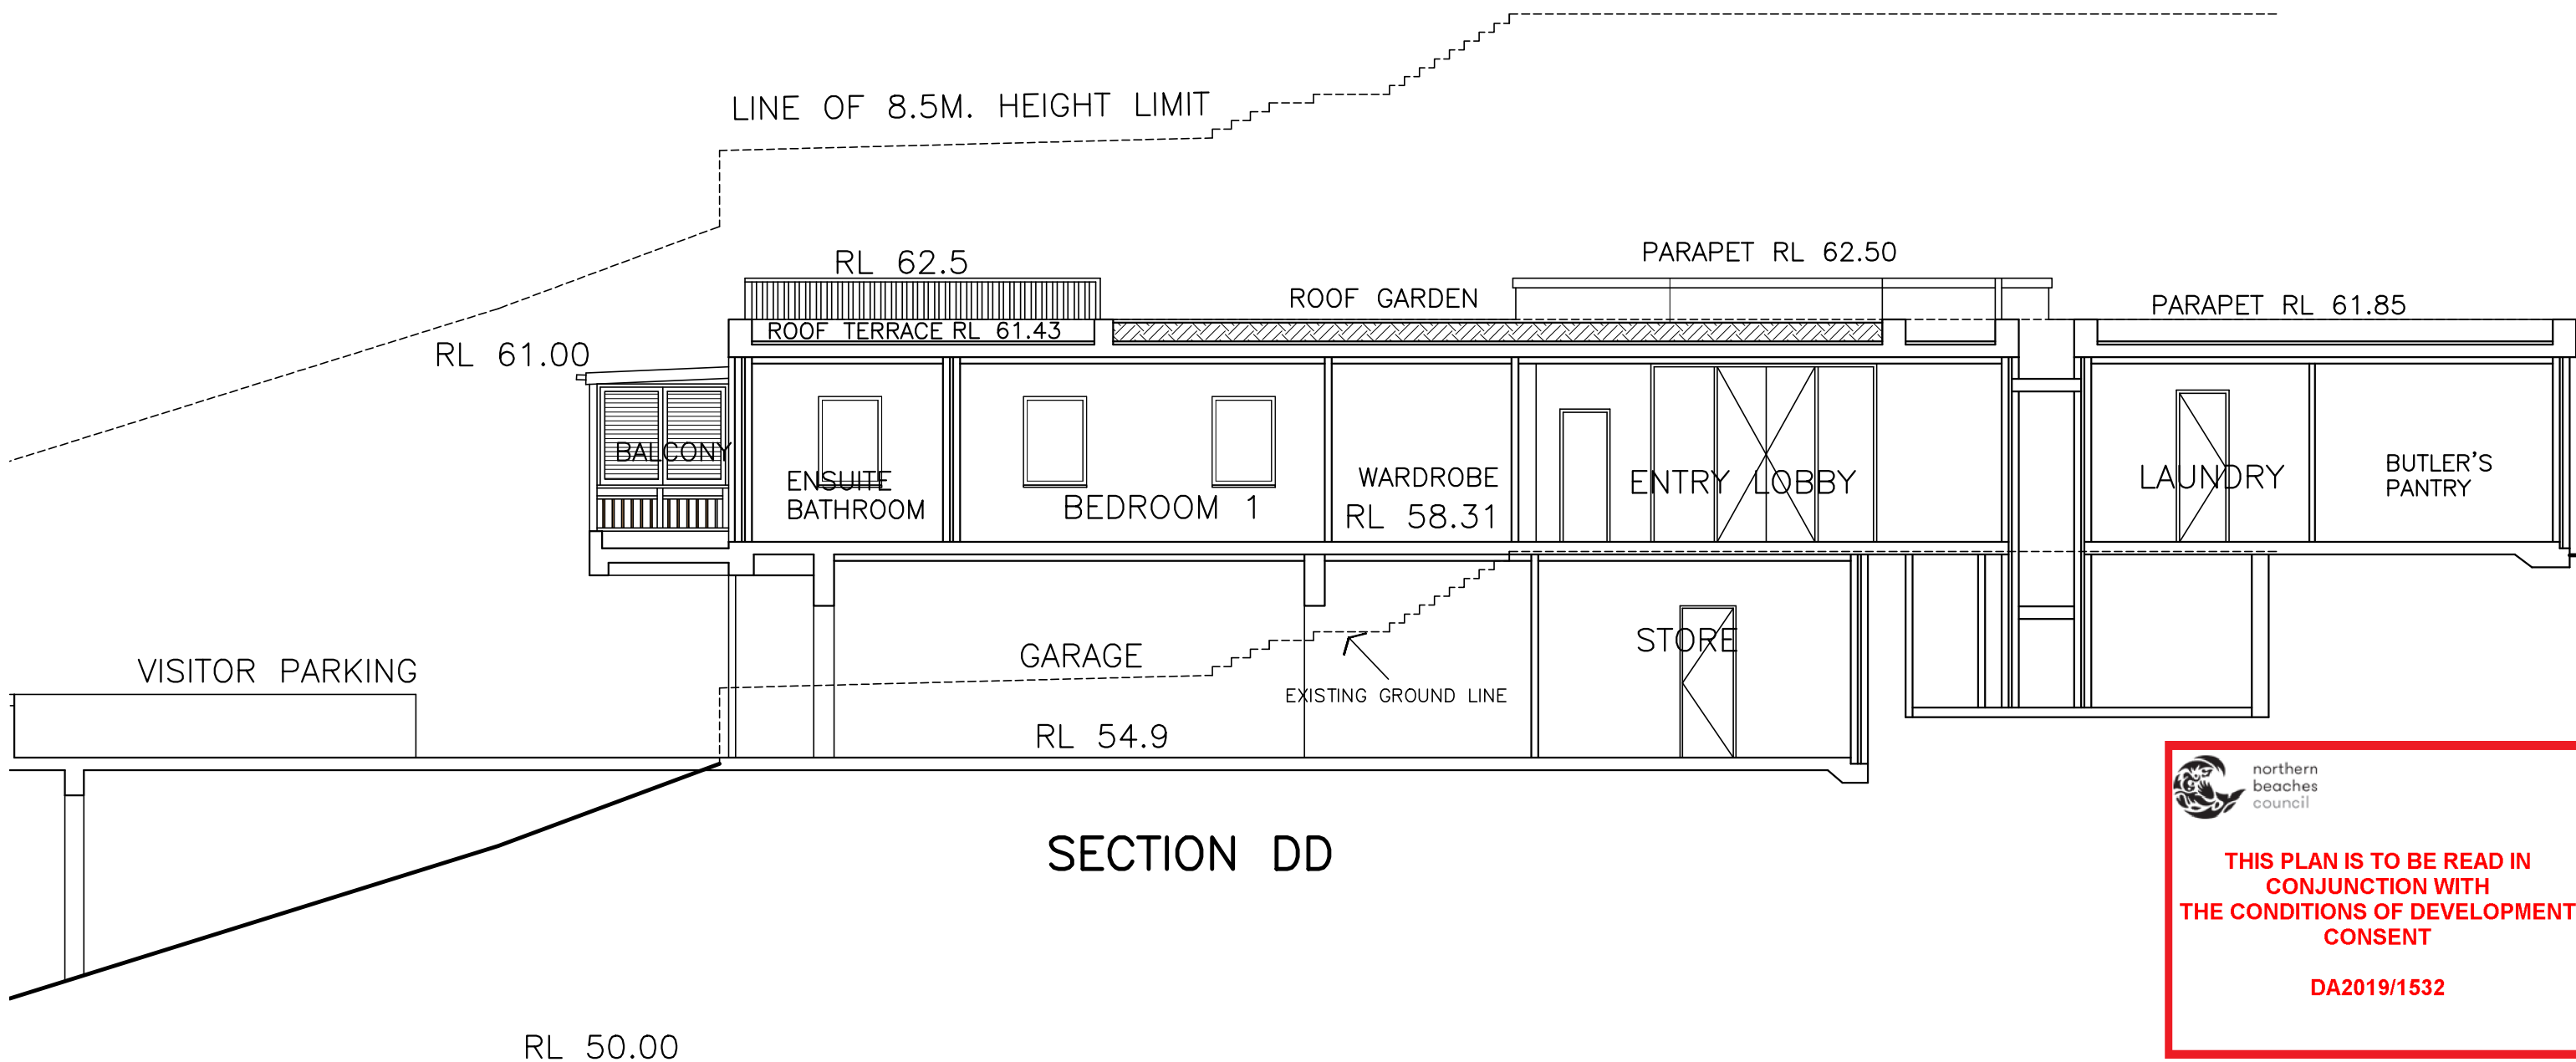 LINE OF 8.5M. HEIGHT LIMIT
RL 62.5
PARAPET RL 62.50
ROOF GARDEN
PARAPET RL 61.85
ROOF TERRACE RL 61.43
RL 61.00
BALCONY
ENSUITE
BATHROOM
BEDROOM 1
WARDROBE
RL 58.31
ENTRY LOBBY
LAUNDRY
BUTLER'S
PANTRY
VISITOR PARKING
GARAGE
STORE
EXISTING GROUND LINE
RL 54.9
SECTION DD
RL 50.00
northern
beaches
council
THIS PLAN IS TO BE READ IN
CONJUNCTION WITH
THE CONDITIONS OF DEVELOPMENT
CONSENT
DA2019/1532